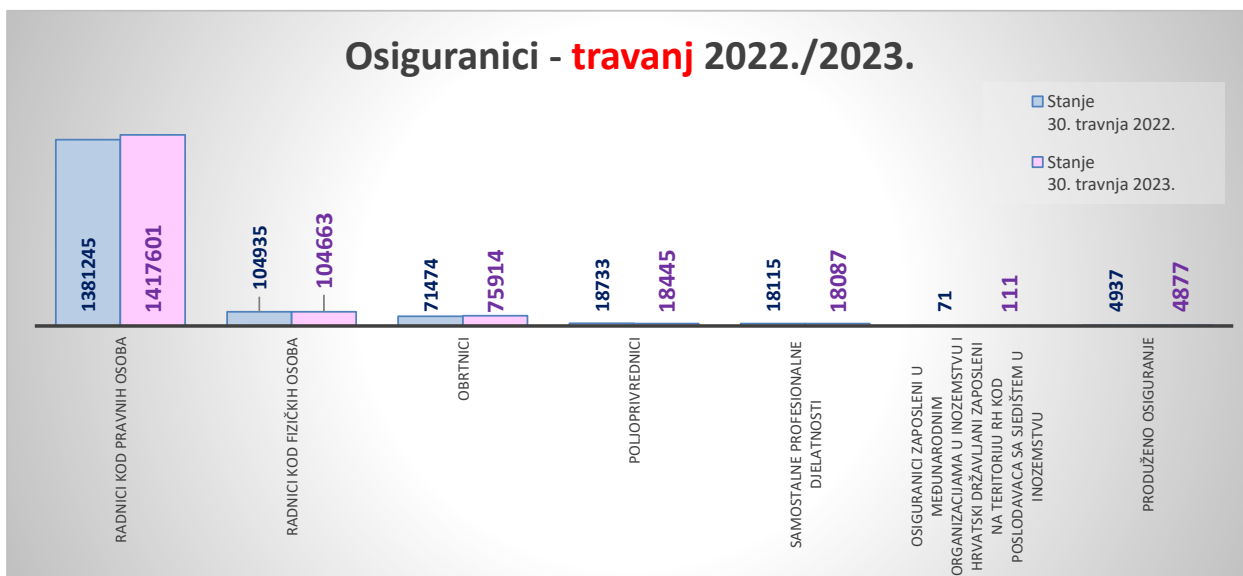 Osiguranici - travanj 2022./2023.
Stanje
30. travnja 2022.
Stanje
30. travnja 2023.
1381245
1417601
104935
104663
71474
75914
18733
18445
18115
18087
71
111
4937
4877
RADNICI KOD PRAVNIH OSOBA
RADNICI KOD FIZIČKIH OSOBA
OBRTNICI
POLJOPRIVREDNICI
SAMOSTALNE PROFESIONALNE
DJELATNOSTI
OSIGURANICI ZAPOSLENI U
MEĐUNARODNIM
ORGANIZACIJAMA U INOZEMSTVU I
HRVATSKI DRŽAVLJANI ZAPOSLENI
NA TERITORIJU RH KOD
POSLODAVACA SA SJEDIŠTEM U
INOZEMSTVU
PRODUŽENO OSIGURANJE